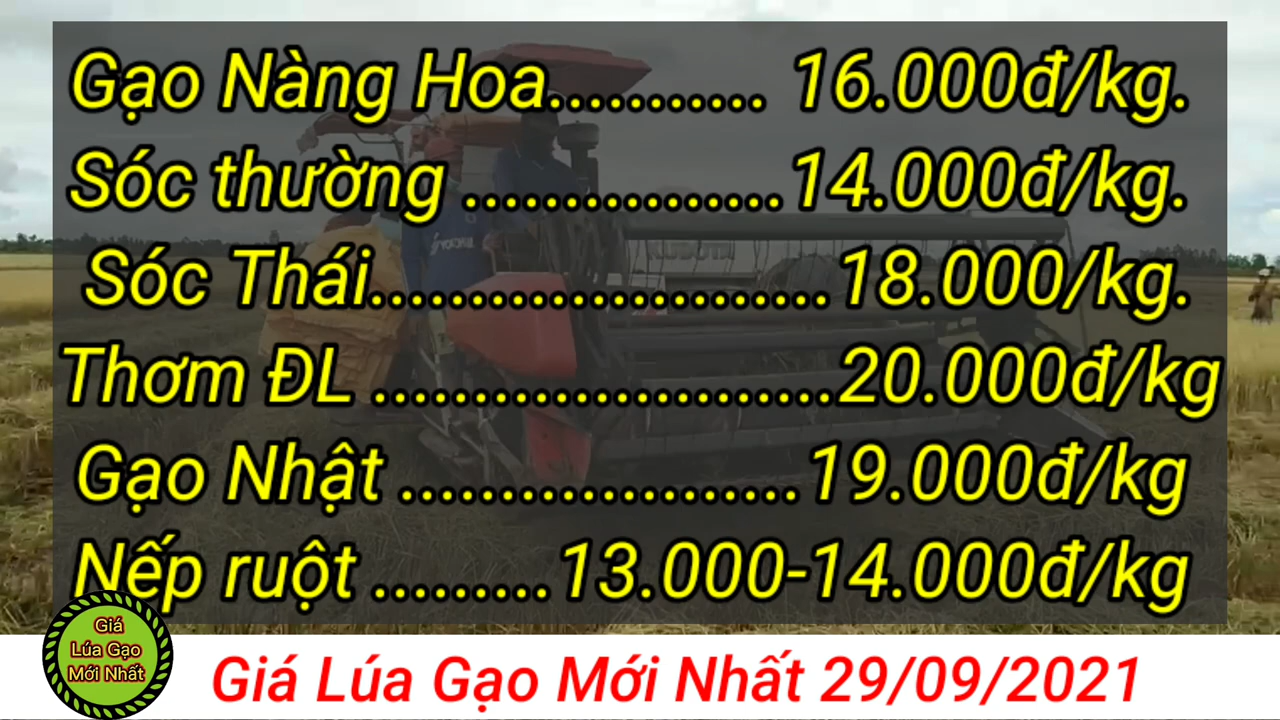 Gạo Nàng Hoa........... 16.000đ/kg.
Sóc thường ................14.000đ/kg.
Sóc Thái.......................18.000/kg.
Thơm ĐL .......................20.000đ/kg
Gạo Nhật ....................19.000đ/kg
Nếp ruột .........13.000-14.000đ/kg
Giá
Lúa Gạo
Mới Nhất
Giá Lúa Gạo Mới Nhất 29/09/2021
KUBOTA